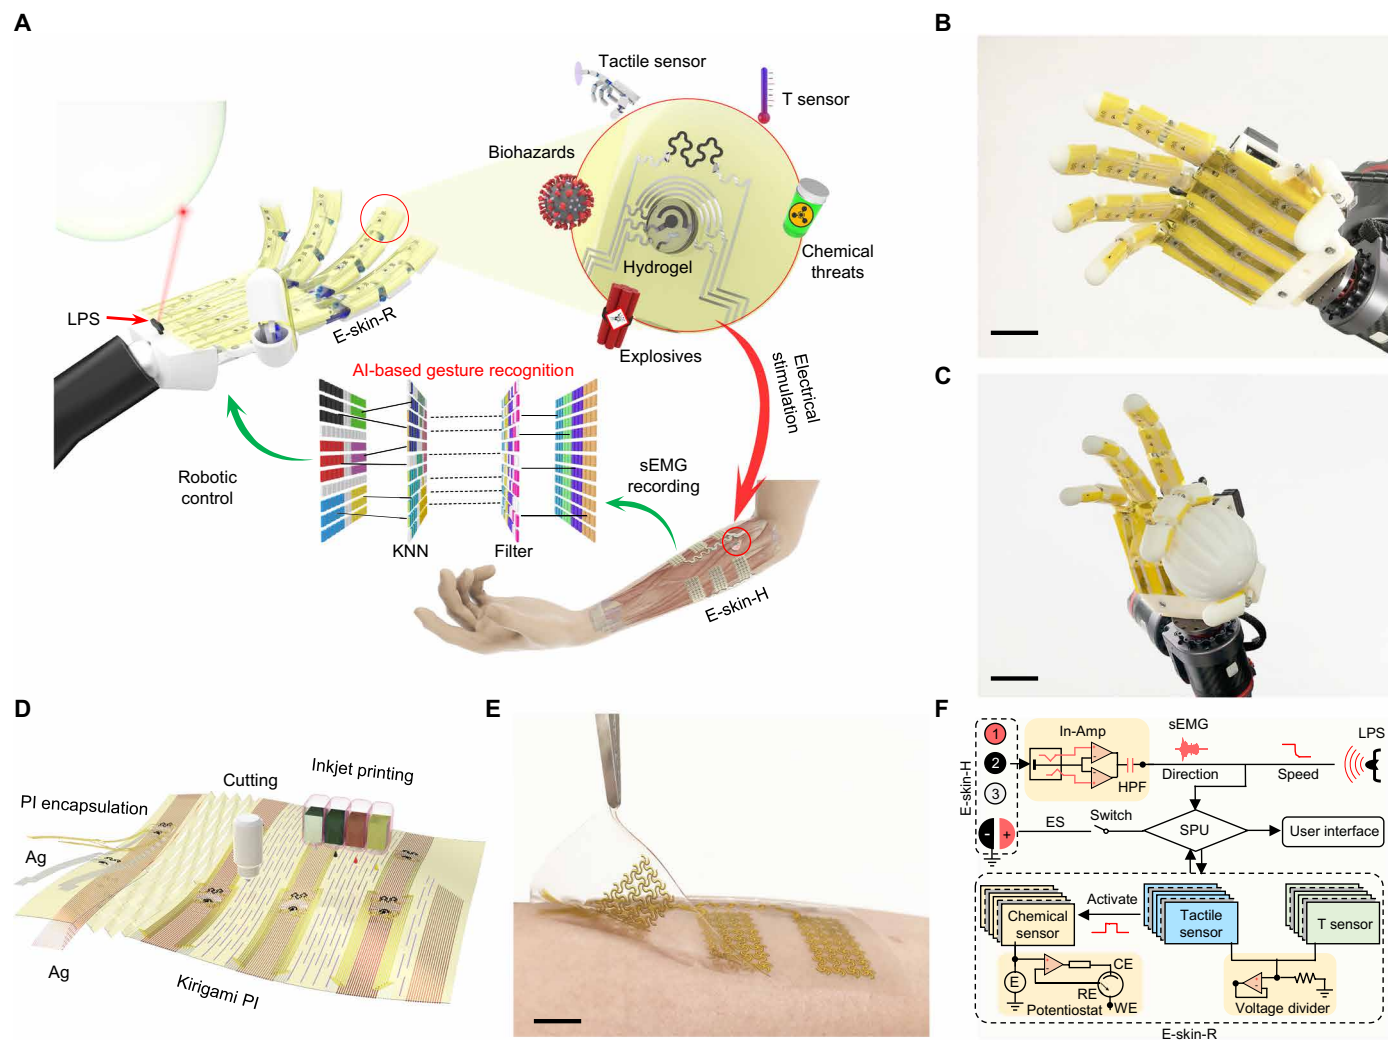 A
Tactile sensor
T sensor
Biohazards
Hydrogel
Chemical
threats
Explosives
LPS
E-skin-R
AI-based gesture recognition
Electrical
stimulation
Robotic
control
sEMG
recording
KNN
Filter
E-skin-H
B
C
D
Cutting
Inkjet printing
PI encapsulation
Ag
Ag
Kirigami PI
E
F
E-skin-H
1
2
3
In-Amp
HPF
sEMG
Direction
Speed
LPS
- +
ES
Switch
SPU
User interface
Chemical
sensor
Activate
Tactile
sensor
T sensor
E
CE
RE
WE
Potentiostat
Voltage divider
E-skin-R